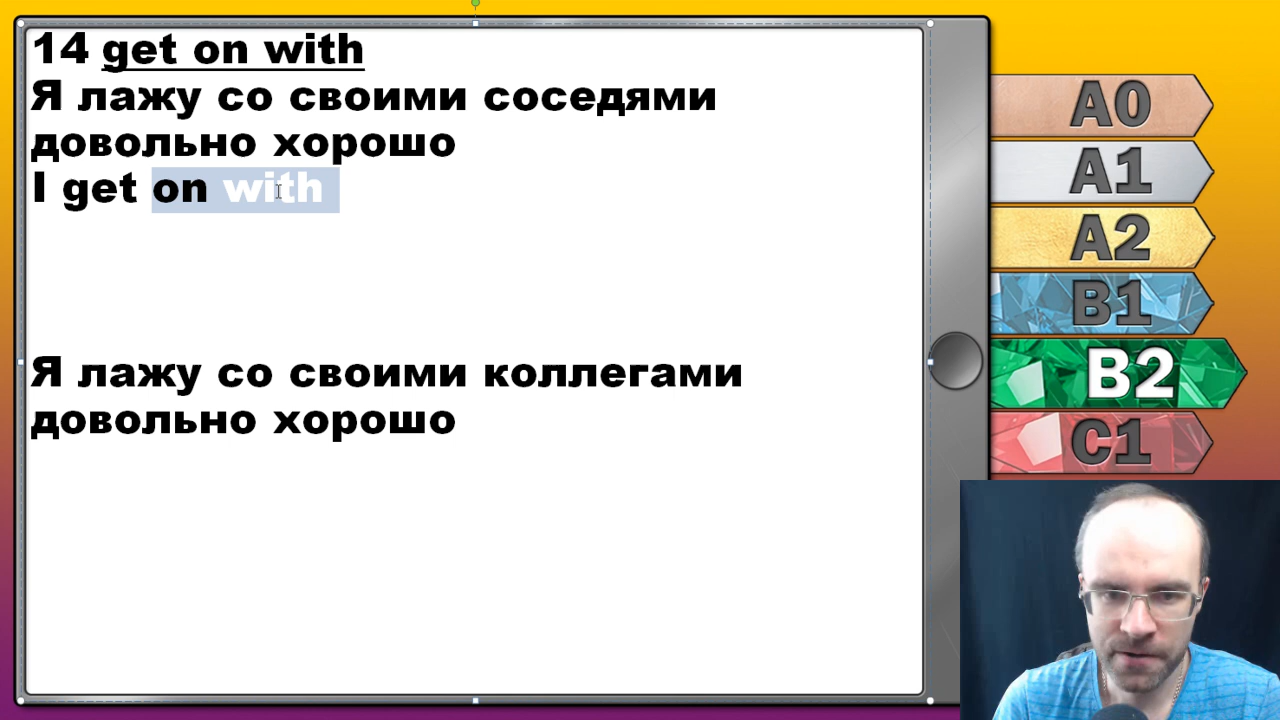 14 get on with
Я лажу со своими соседями
довольно хорошо
I get on with
Я лажу со своими коллегами
довольно хорошо
A0
A1
A2
B1
B2
C1